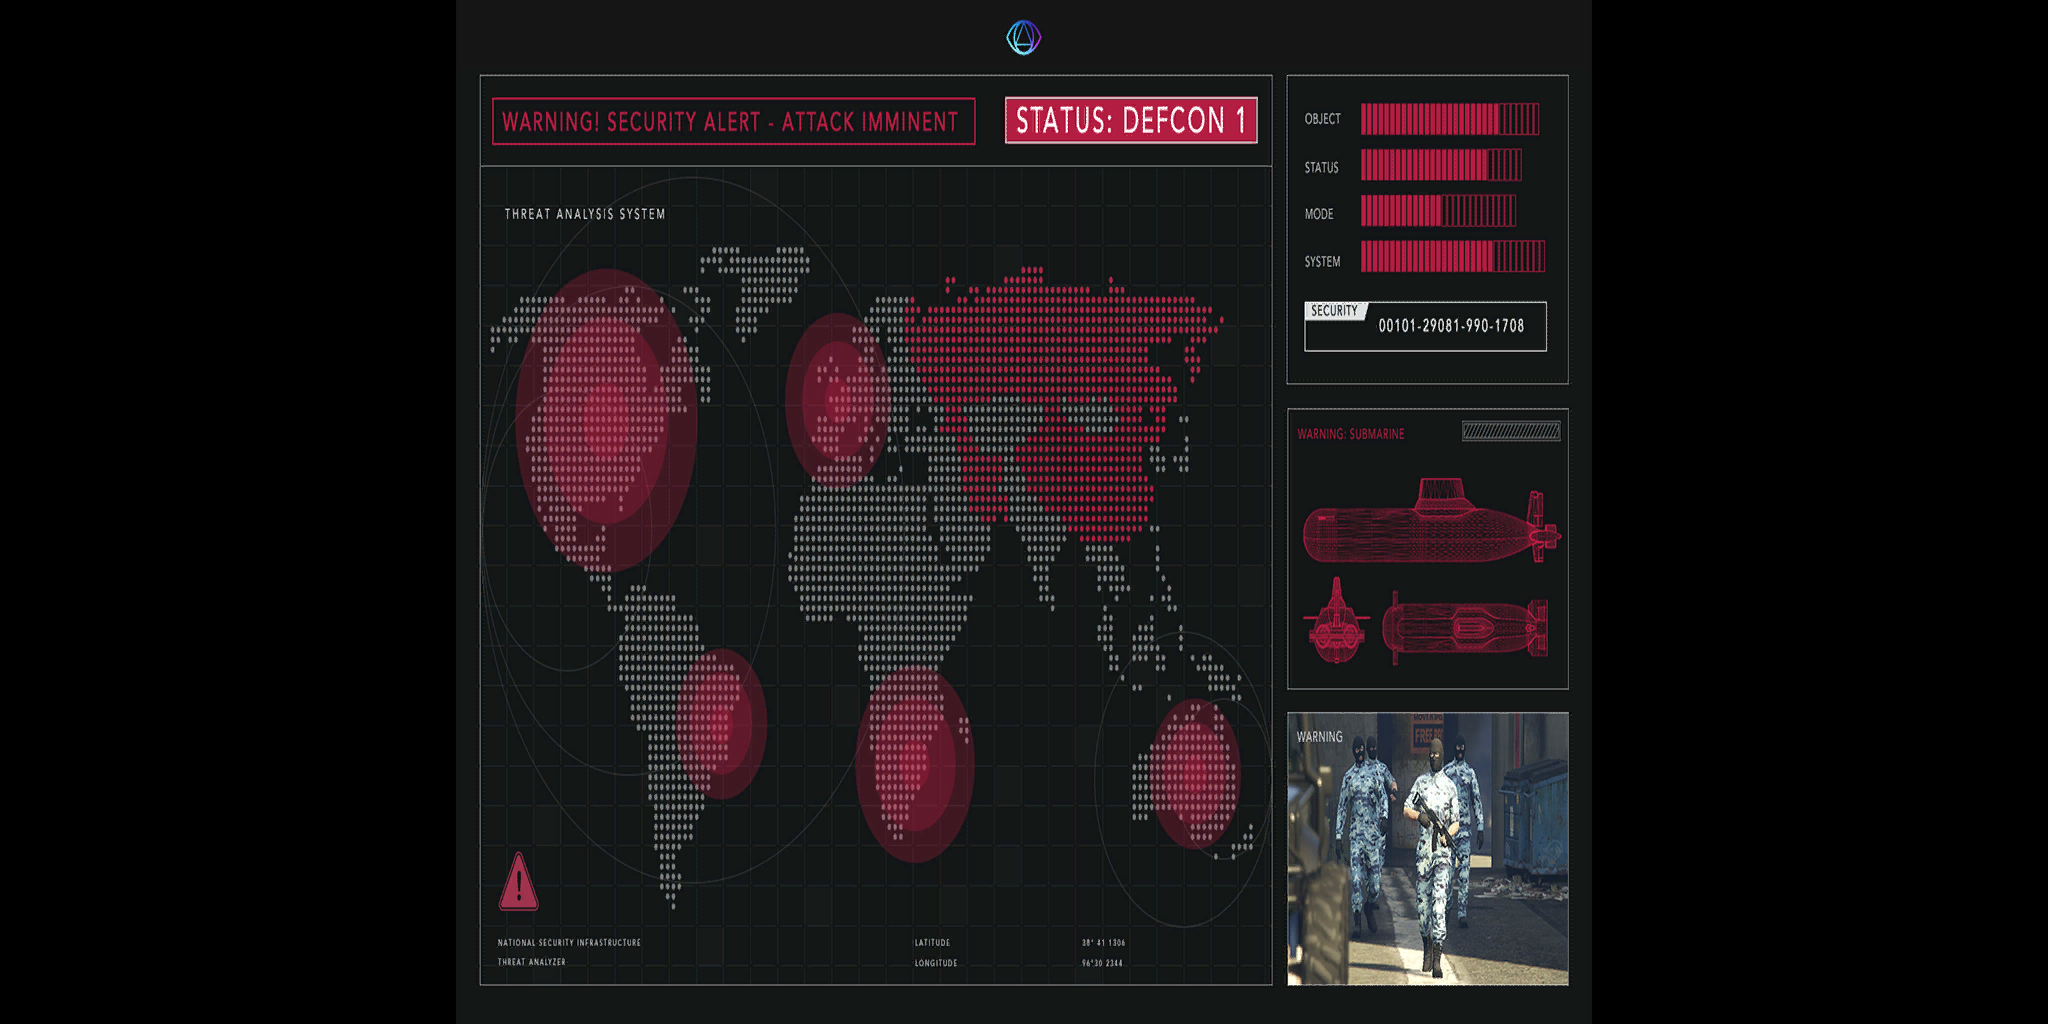 WARNING! SECURITY ALERT - ATTACK IMMINENT
STATUS: DEFCON 1
THREAT ANALYSIS SYSTEM
NATIONAL SECURITY INFRASTRUCTURE
THREAT ANALYZER
LATITUDE
38° 41 1306
LONGITUDE
96°30 2344
OBJECT
STATUS
MODE
SYSTEM
SECURITY
00101-29081-990-1708
WARNING: SUBMARINE
WARNING
FREE